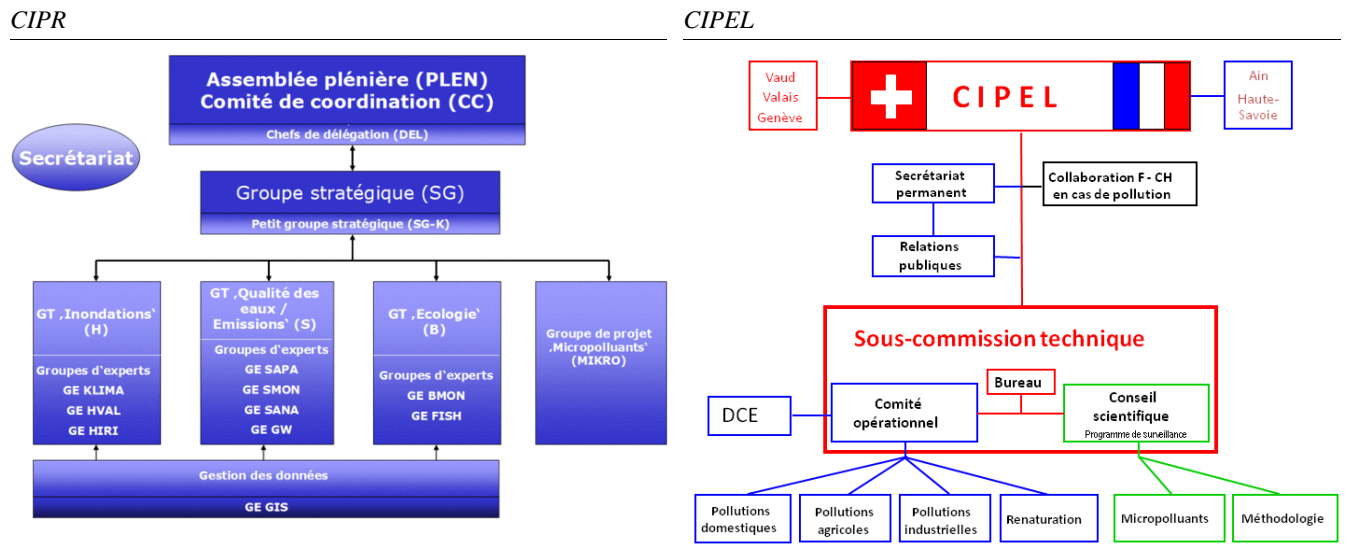 CIPR
Assemblée plénière (PLEN)
Comité de coordination (CC)
Chefs de délégation (DEL)
Secrétariat
Groupe stratégique (SG)
Petit groupe stratégique (SG-K)
GT ‚Inondations‘
(H)
Groupes d‘experts
GE KLIMA
GE HVAL
GE HIRI
GT ‚Qualité des
eaux /
Emissions‘ (S)
Groupes d‘experts
GE SAPA
GE SMON
GE SANA
GE GW
GT ‚Ecologie‘
(B)
Groupes d‘experts
GE BMON
GE FISH
Groupe de projet
‚Micropolluants‘
(MIKRO)
Gestion des données
GE GIS
CIPEL
Vaud
Valais
Genève
C I P E L
Ain
Haute-
Savoie
Secrétariat
permanent
Collaboration F - CH
en cas de pollution
Relations
publiques
Sous-commission technique
Bureau
DCE
Comité
opérationnel
Conseil
scientifique
Programme de surveillance
Pollutions
domestiques
Pollutions
agricoles
Pollutions
industrielles
Renaturation
Micropolluants
Méthodologie